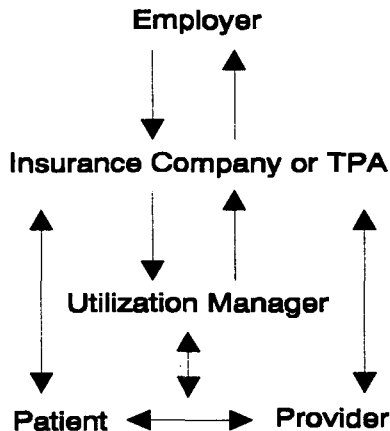 Employer
Insurance Company or TPA
Utilization Manager
Patient Provider